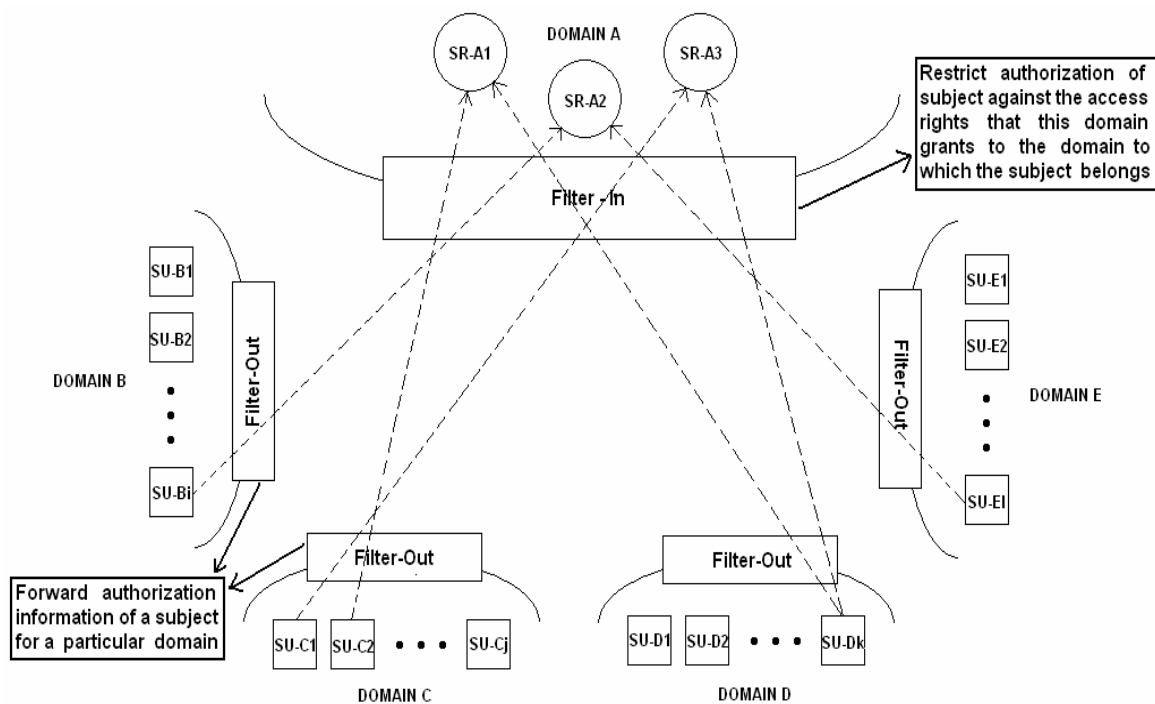 DOMAIN A
SR-A1
SR-A2
SR-A3
Restrict authorization of
subject against the access
rights that this domain
grants to the domain to
which the subject belongs
Filter - In
SU-B1
SU-B2
DOMAIN B
SU-Bi
Filter-Out
SU-E1
SU-E2
DOMAIN E
SU-El
Filter-Out
Forward authorization
information of a subject
for a particular domain
Filter-Out
SU-C1
SU-C2
SU-Cj
DOMAIN C
Filter-Out
SU-D1
SU-D2
SU-Dk
DOMAIN D